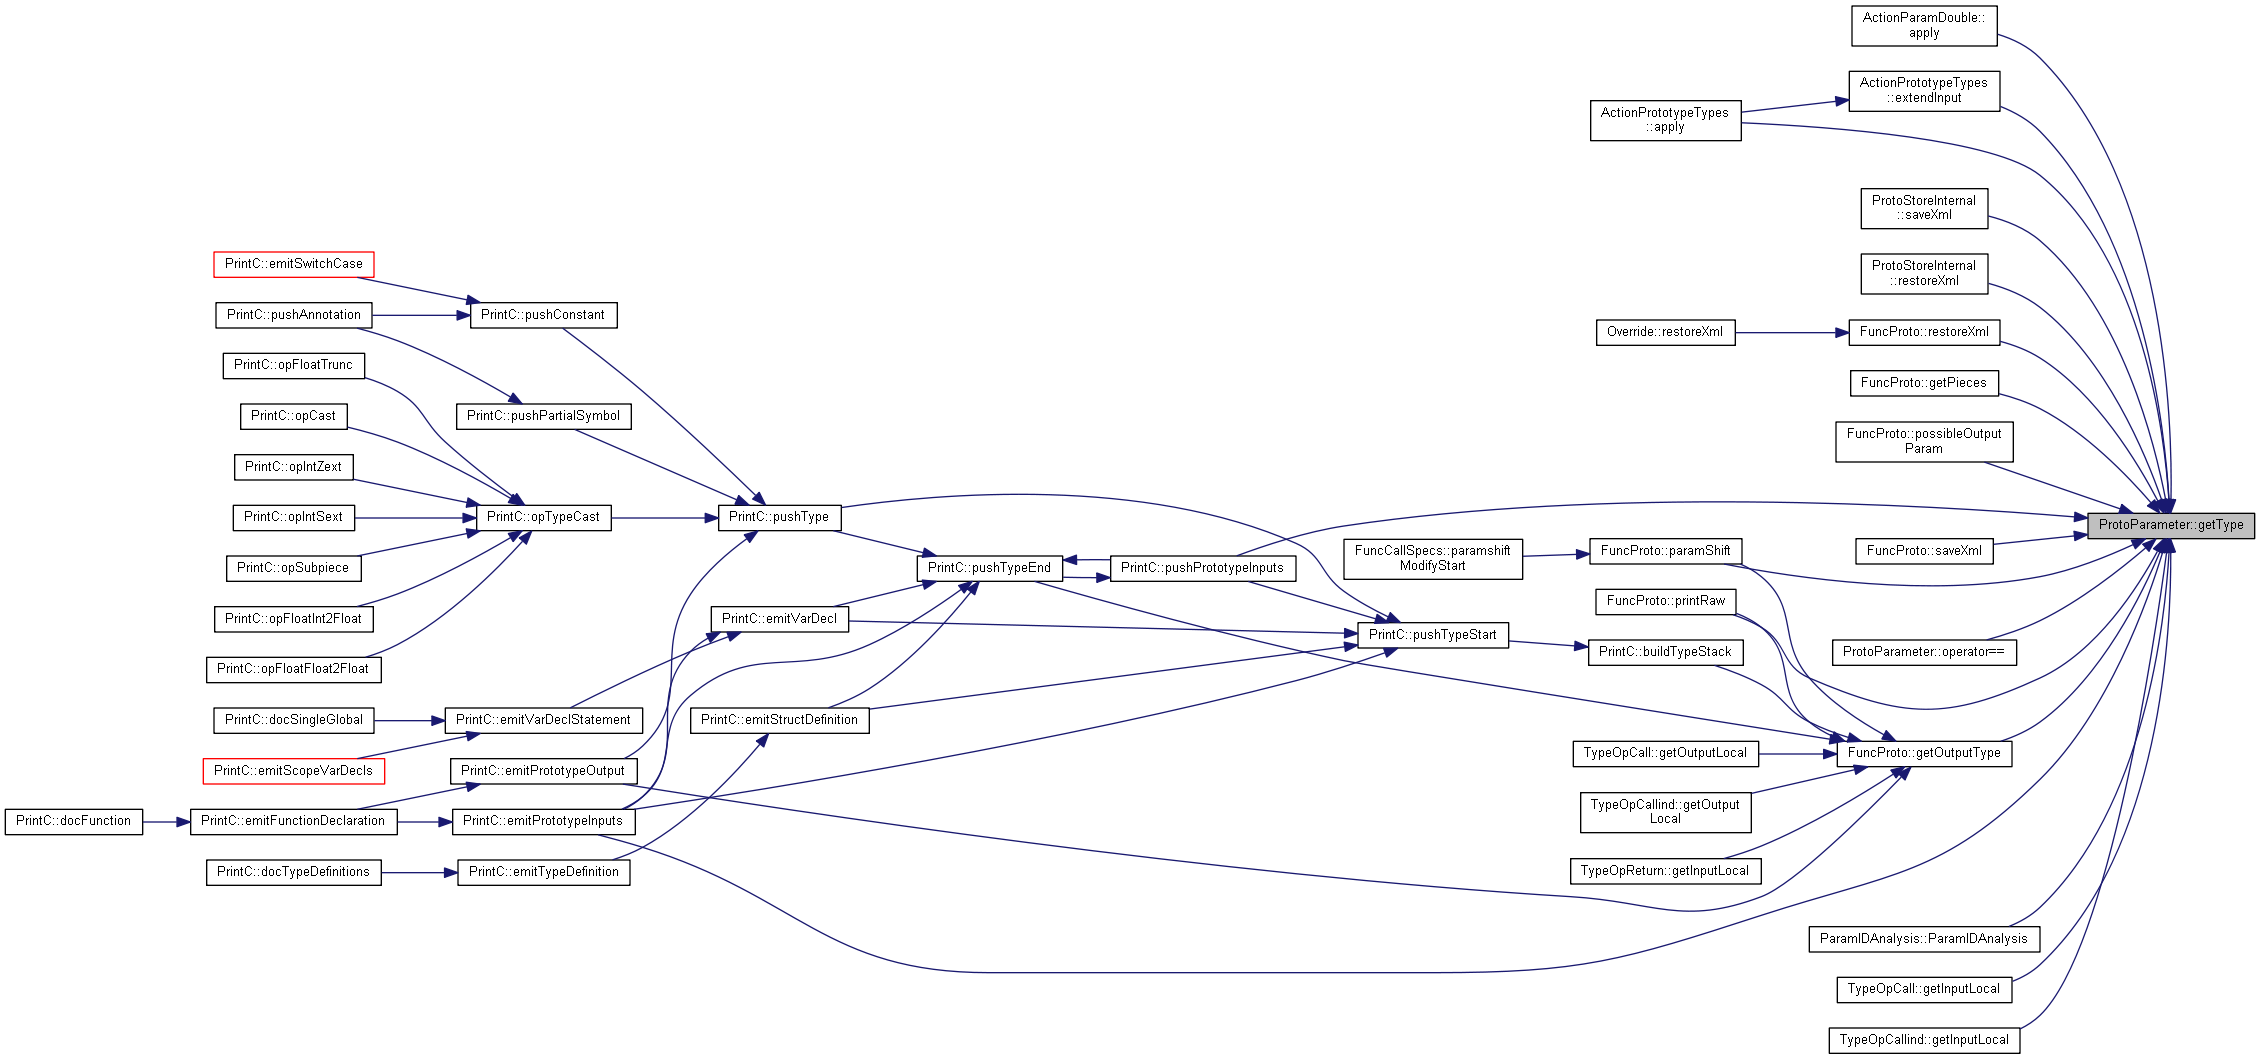 ActionParamDouble::
apply
ActionPrototypeTypes
::extendInput
ActionPrototypeTypes
::apply
ProtoStoreInternal
::saveXml
ProtoStoreInternal
::restoreXml
Override::restoreXml
FuncProto::restoreXml
FuncProto::getPieces
FuncProto::possibleOutput
Param
ProtoParameter::getType
FuncProto::saveXml
FuncProto::paramShift
FuncCallSpecs::paramshift
ModifyStart
FuncProto::printRaw
ProtoParameter::operator==
PrintC::buildTypeStack
FuncProto::getOutputType
TypeOpCall::getOutputLocal
TypeOpCallind::getOutput
Local
TypeOpReturn::getInputLocal
ParamIDAnalysis::ParamIDAnalysis
TypeOpCall::getInputLocal
TypeOpCallind::getInputLocal
PrintC::pushPrototypeInputs
PrintC::pushTypeStart
PrintC::pushTypeEnd
PrintC::pushType
PrintC::emitVarDecl
PrintC::emitStructDefinition
PrintC::pushConstant
PrintC::pushPartialSymbol
PrintC::opTypeCast
PrintC::emitVarDeclStatement
PrintC::emitPrototypeOutput
PrintC::emitPrototypeInputs
PrintC::emitTypeDefinition
PrintC::emitSwitchCase
PrintC::pushAnnotation
PrintC::opFloatTrunc
PrintC::opCast
PrintC::opIntZext
PrintC::opIntSext
PrintC::opSubpiece
PrintC::opFloatInt2Float
PrintC::opFloatFloat2Float
PrintC::docSingleGlobal
PrintC::emitScopeVarDecls
PrintC::emitFunctionDeclaration
PrintC::docFunction
PrintC::docTypeDefinitions